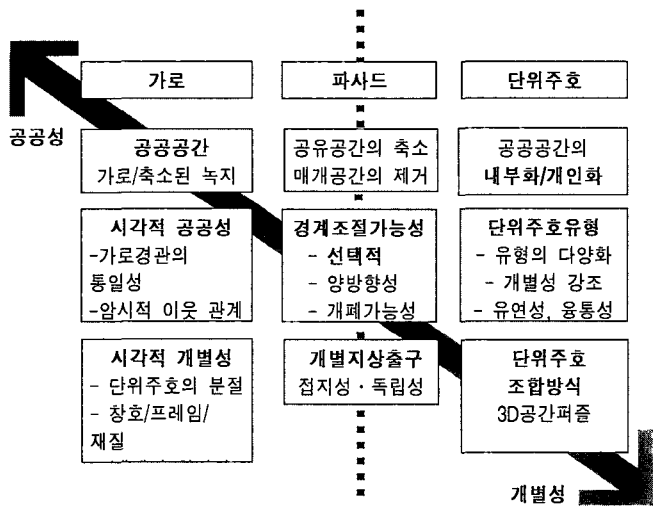 가로
파사드
단위주호
공공성
공공공간
가로/축소된 녹지
공유공간의 축소
매개공간의 제거
공공공간의
내부화/개인화
시각적 공공성
-가로경관의
통일성
-암시적 이웃 관계
경계조절가능성
- 선택적
- 양방향성
- 개폐가능성
단위주호유형
- 유형의 다양화
- 개별성 강조
- 유연성, 융통성
시각적 개별성
- 단위주호의 분절
- 창호/프레임/
재질
개별지상출구
접지성·독립성
단위주호
조합방식
3D공간퍼즐
개별성